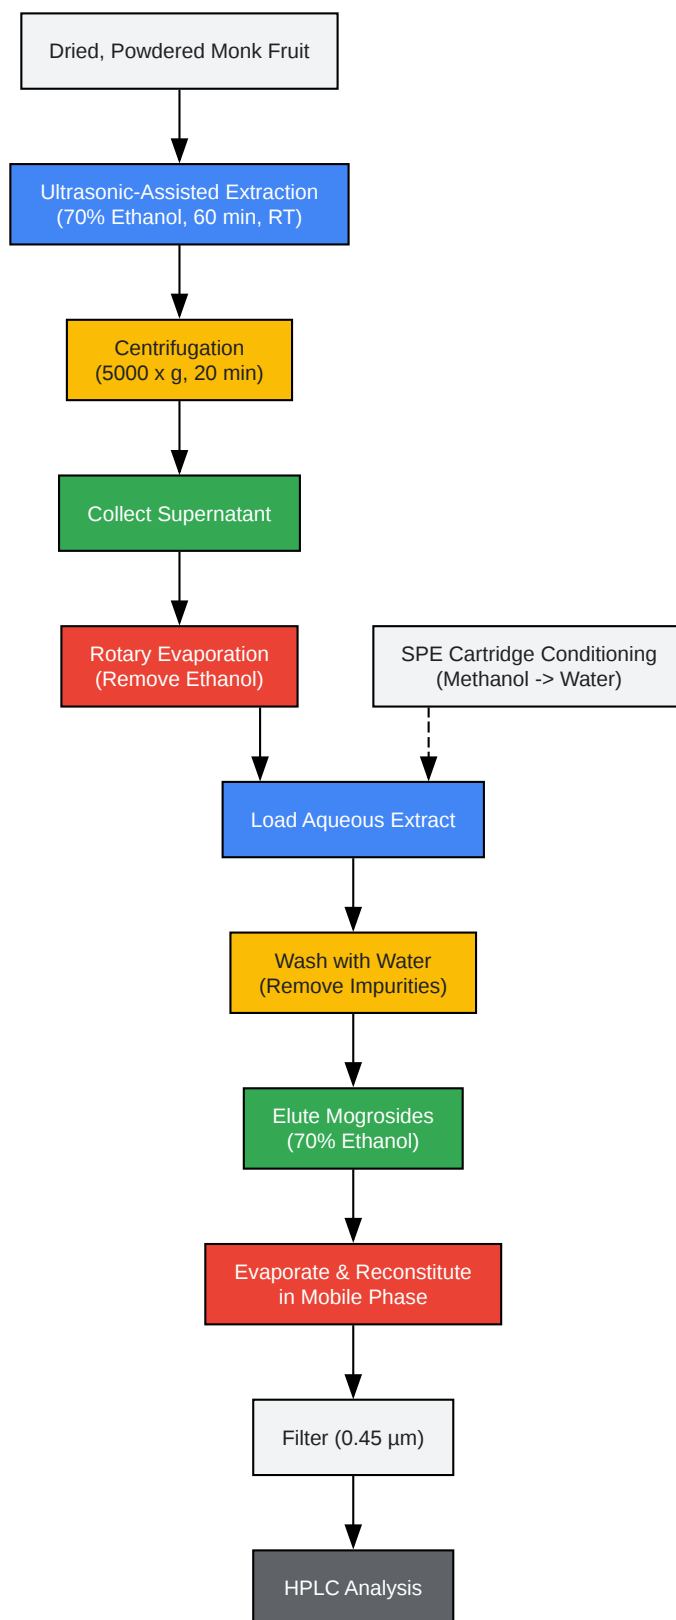 Dried, Powdered Monk Fruit
Ultrasonic-Assisted Extraction
(70% Ethanol, 60 min, RT)
Centrifugation
(5000 x g, 20 min)
Collect Supernatant
Rotary Evaporation
(Remove Ethanol)
SPE Cartridge Conditioning
(Methanol -> Water)
Load Aqueous Extract
Wash with Water
(Remove Impurities)
Elute Mogrosides
(70% Ethanol)
Evaporate & Reconstitute
in Mobile Phase
Filter (0.45 µm)
HPLC Analysis